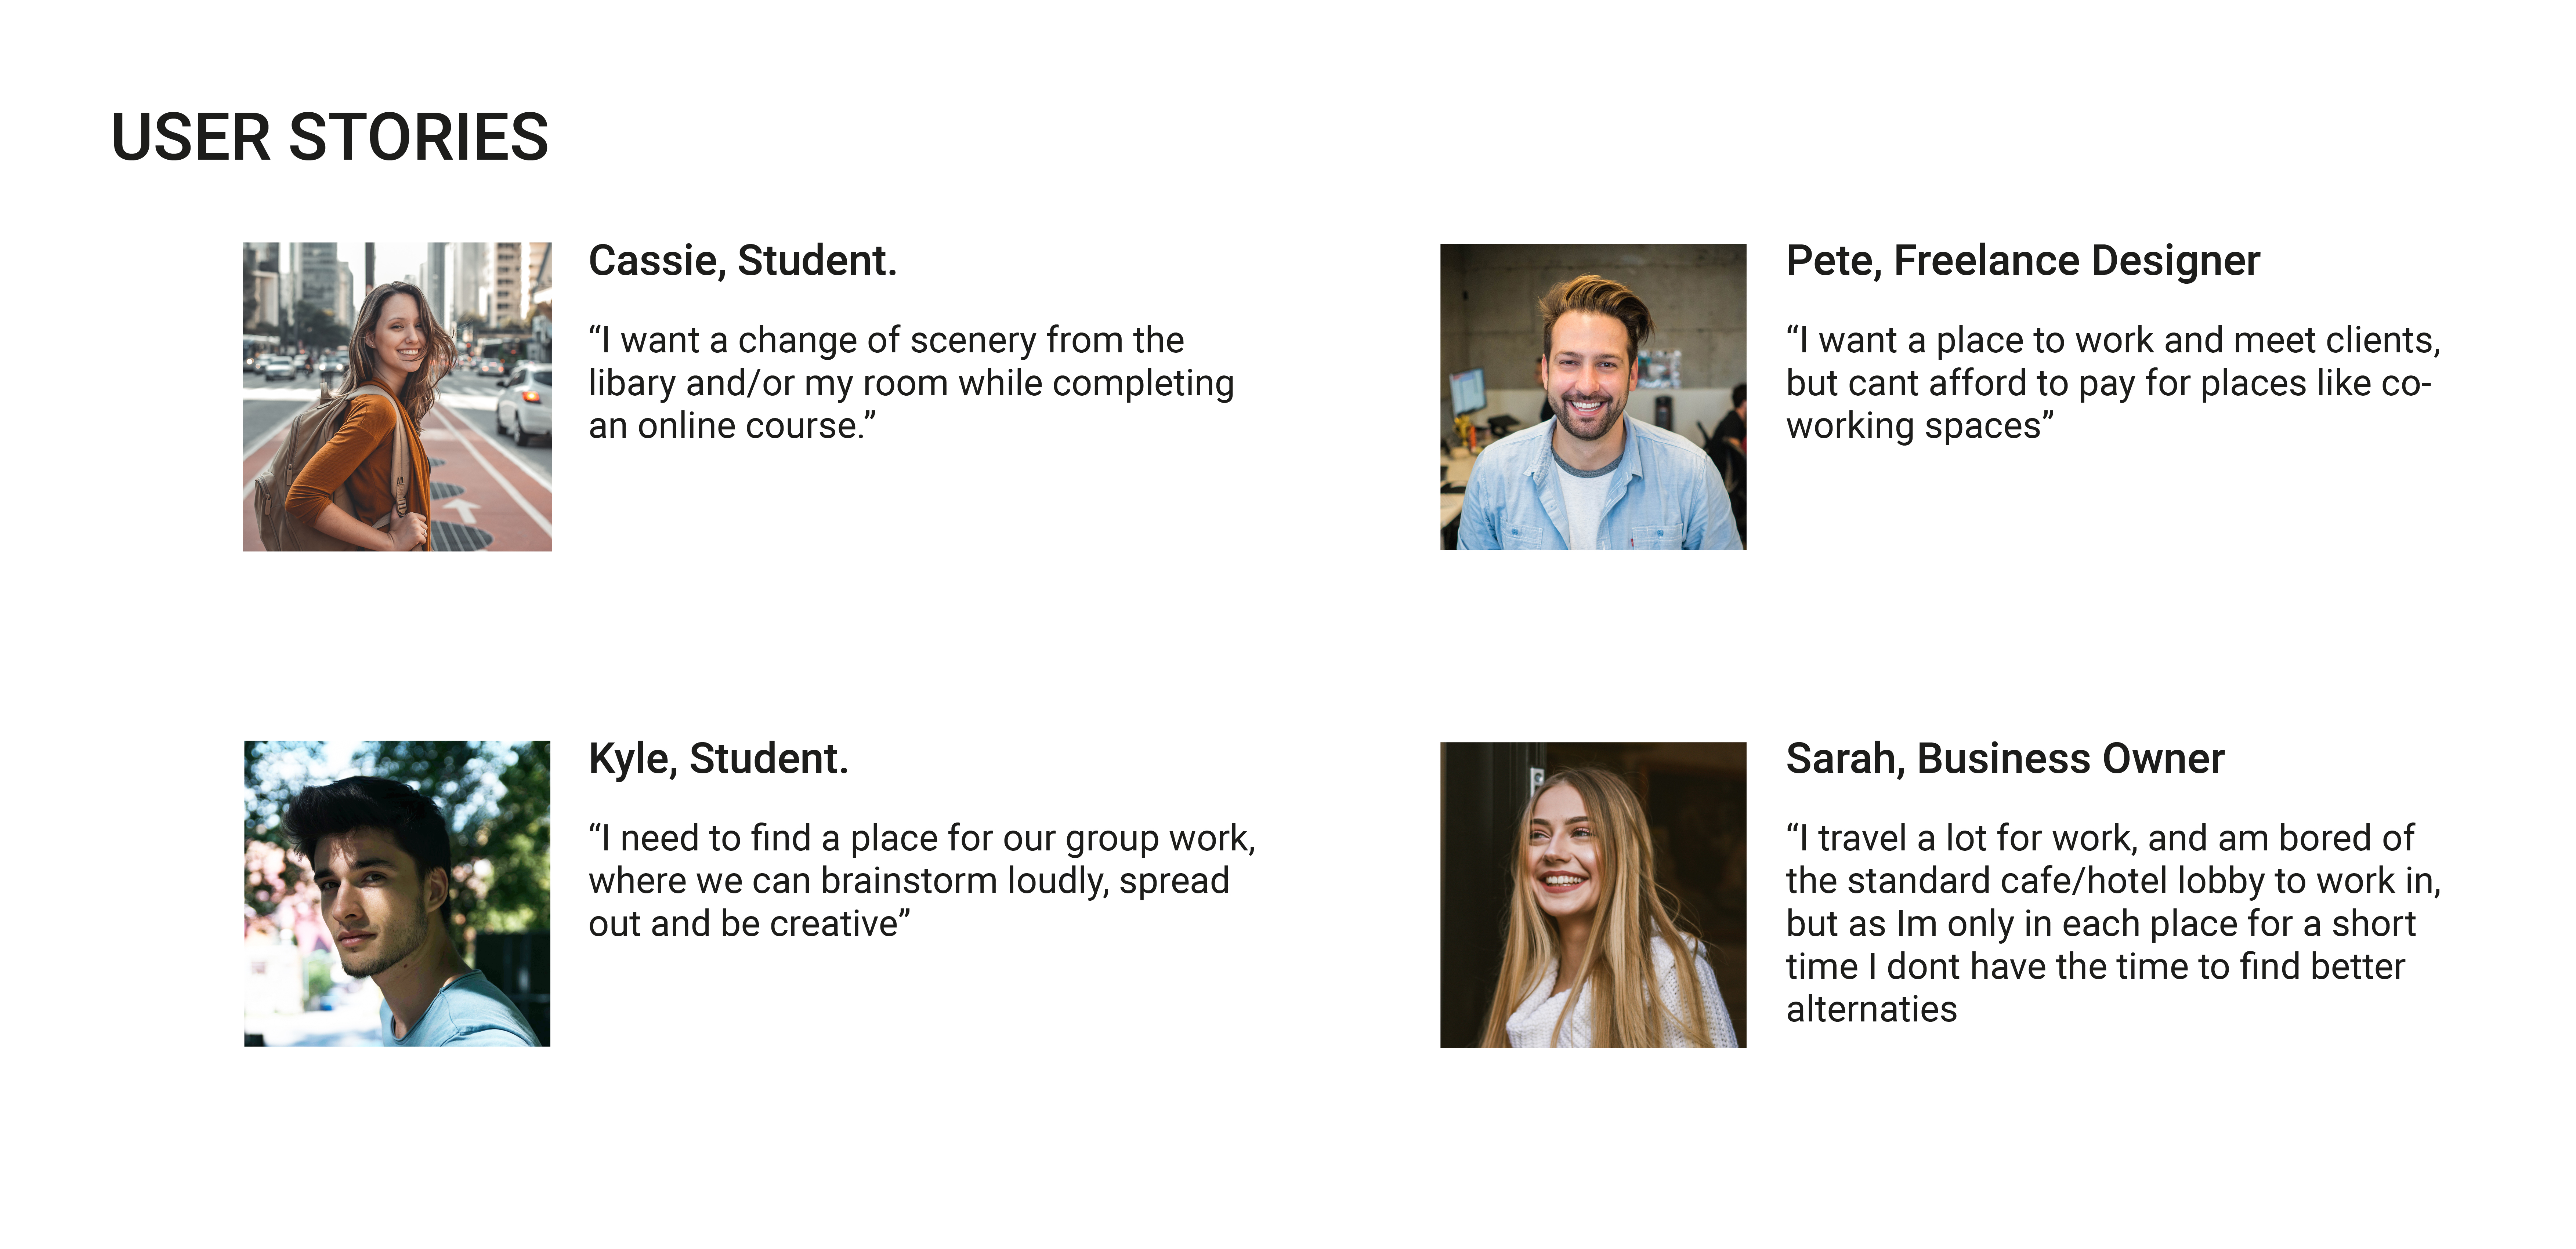 USER STORIES
Cassie, Student.
“I want a change of scenery from the
libary and/or my room while completing
an online course.”
Pete, Freelance Designer
“I want a place to work and meet clients,
but cant afford to pay for places like co-
working spaces”
Kyle, Student.
“I need to find a place for our group work,
where we can brainstorm loudly, spread
out and be creative”
Sarah, Business Owner
“I travel a lot for work, and am bored of
the standard cafe/hotel lobby to work in,
but as Im only in each place for a short
time I dont have the time to find better
alternaties